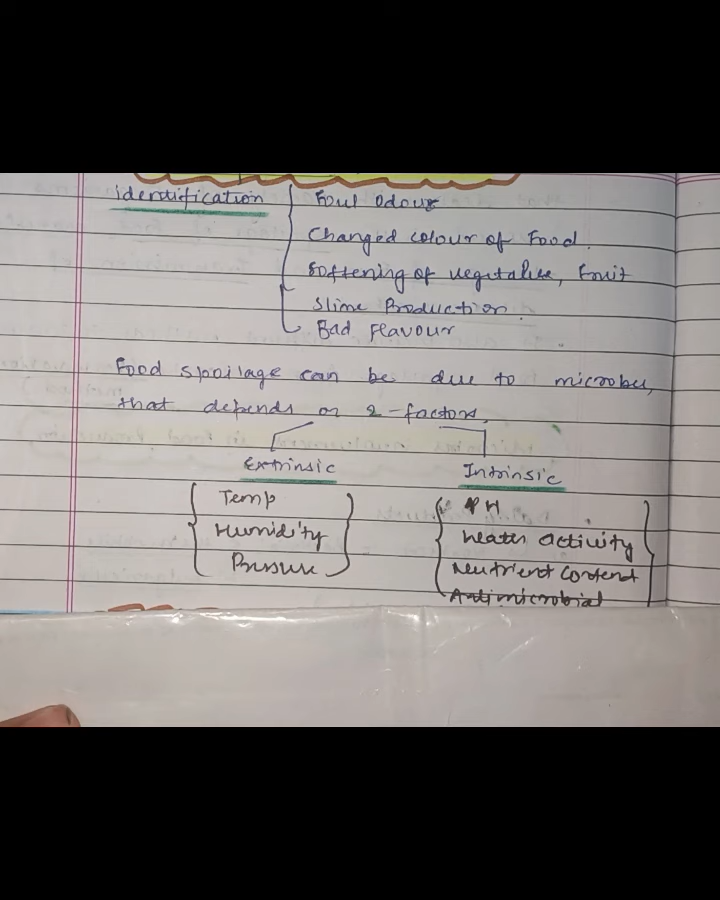 identification
Foul Odour
Changed colour of Food.
Softening of vegetables, Fruit
Slime Production.
Bad Flavour
Food spoilage can be due to microbes,
that depends on 2-factors,
Extrinsic Intrinsic
Temp PH
Humidity Water activity
Pressure Neutrient Content
Antimicrobial